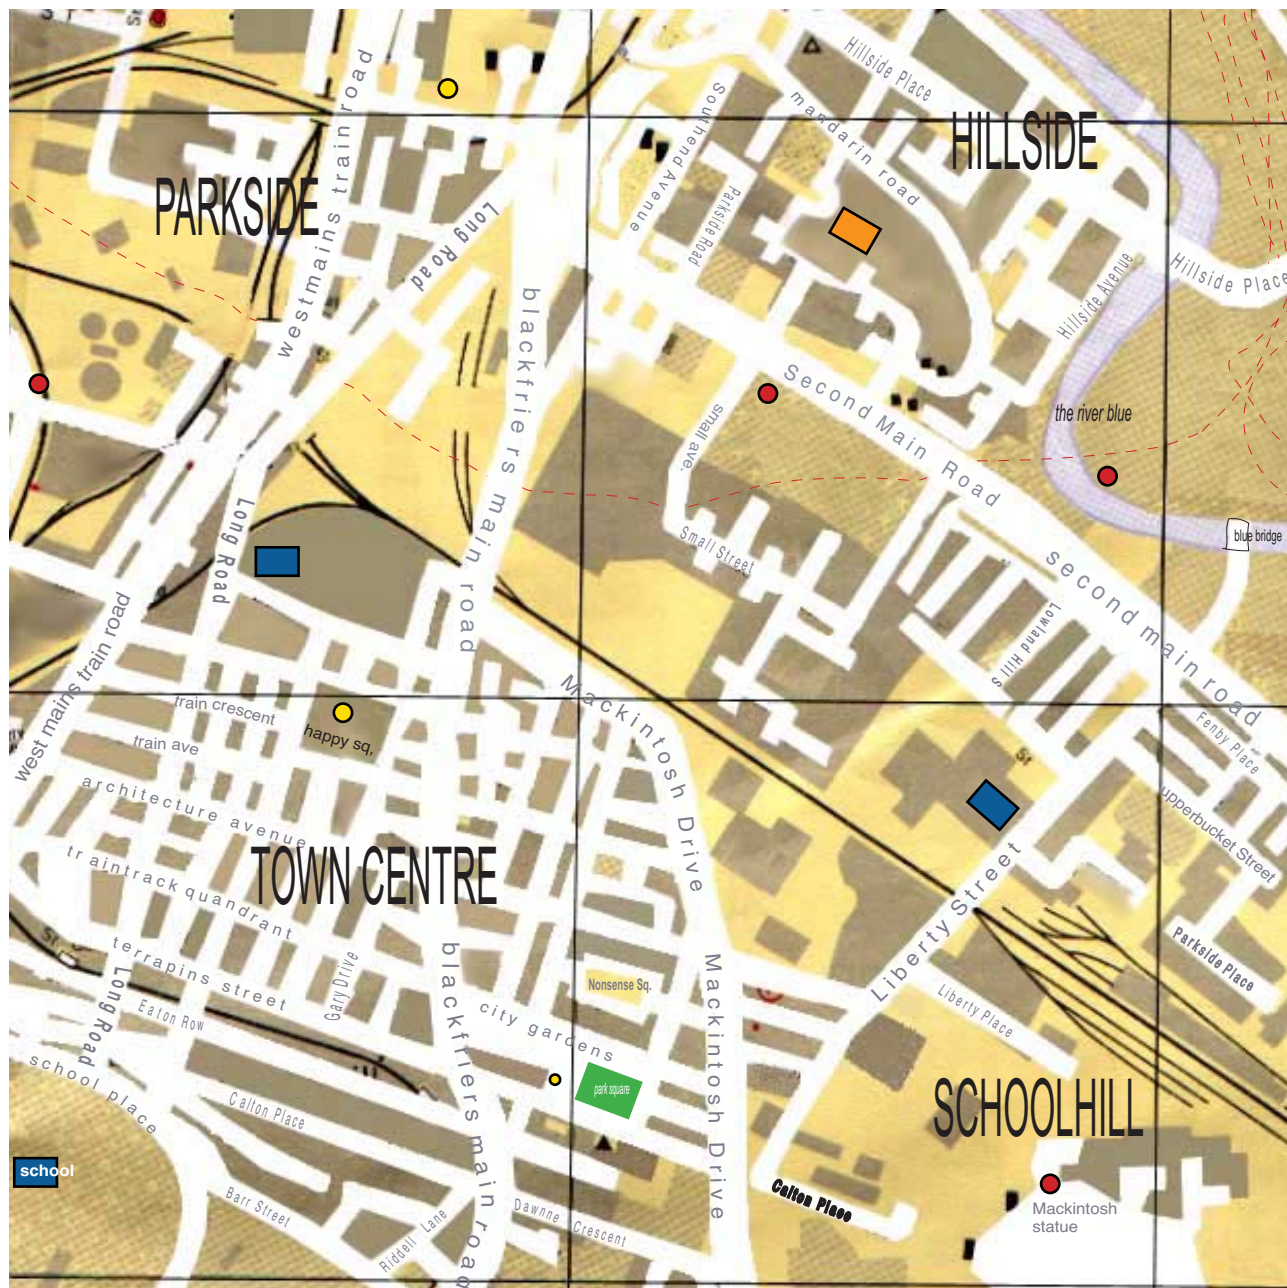 St
Hillside Place
westmains train road
Southend Avenue
mandarin road
HILLSIDE
PARKSIDE
Long Road
Parkside Road
Hillside Avenue
Hillside Place
blackfriers main road
St
Second Main Road
small ave.
the river blue
Long Road
Small Street
blue bridge
second main road
west mains train road
Lowland Hills
train crescent
happy sq,
Mackintosh Drive
train ave
Fenby Place
St
architecture avenue
upperbucket Street
TOWN CENTRE
traintrack quandrant
Liberty Street
St
terrapins street
Parkside Place
Gary Drive
Long Road
blackfriers main road
Mackintosh Drive
Nonsense Sq.
Liberty Place
Eaton Row
city gardens
school place
park square
SCHOOLHILL
Calton Place
school
Calton Place
Barr Street
Riddell Lane
Dawnne Crescent
Mackintosh
statue